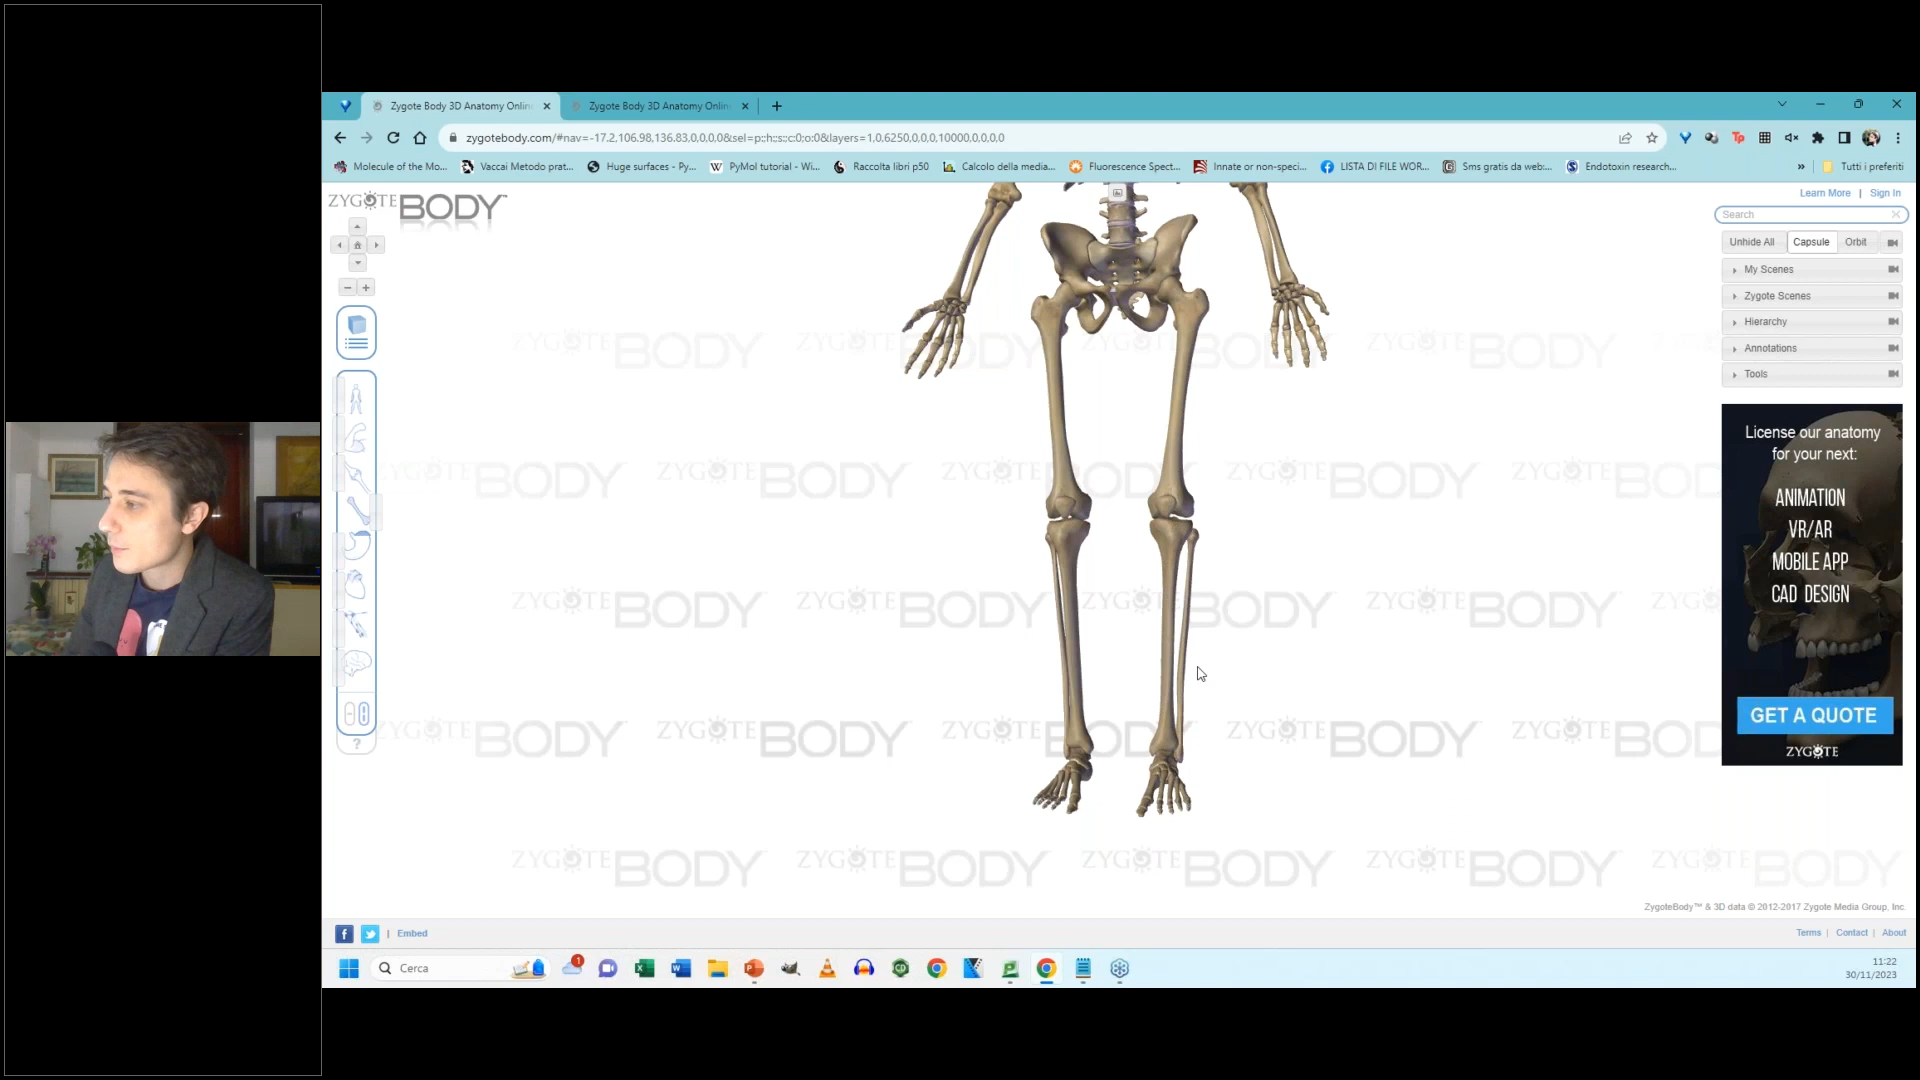 Zygote Body 3D Anatomy Onlin
Zygote Body 3D Anatomy Onlin
zygotebody.com/#nav=-17.2,106.98,136.83,0,0,0,0&sel=p:;h:;s:;c:0;o:0&layers=1,0,6250,0,0,0,10000,0,0,0,0
Molecule of the Mo...
Vaccai Metodo prat...
Huge surfaces - Py...
PyMol tutorial - Wi...
Raccolta libri p50
Calcolo della media...
Fluorescence Spect...
Innate or non-speci...
LISTA DI FILE WOR...
Sms gratis da web:...
Endotoxin research...
»
Tutti i preferiti
ZYGOTE BODY™
Learn More | Sign In
Search
Unhide All
Capsule
Orbit
My Scenes
Zygote Scenes
Hierarchy
Annotations
Tools
License our anatomy
for your next:
ANIMATION
VR/AR
MOBILE APP
CAD DESIGN
GET A QUOTE
ZYGOTE
?
ZygoteBody™ & 3D data © 2012-2017 Zygote Media Group, Inc.
| Embed
Terms | Contact | About
Cerca
1
11:22
30/11/2023